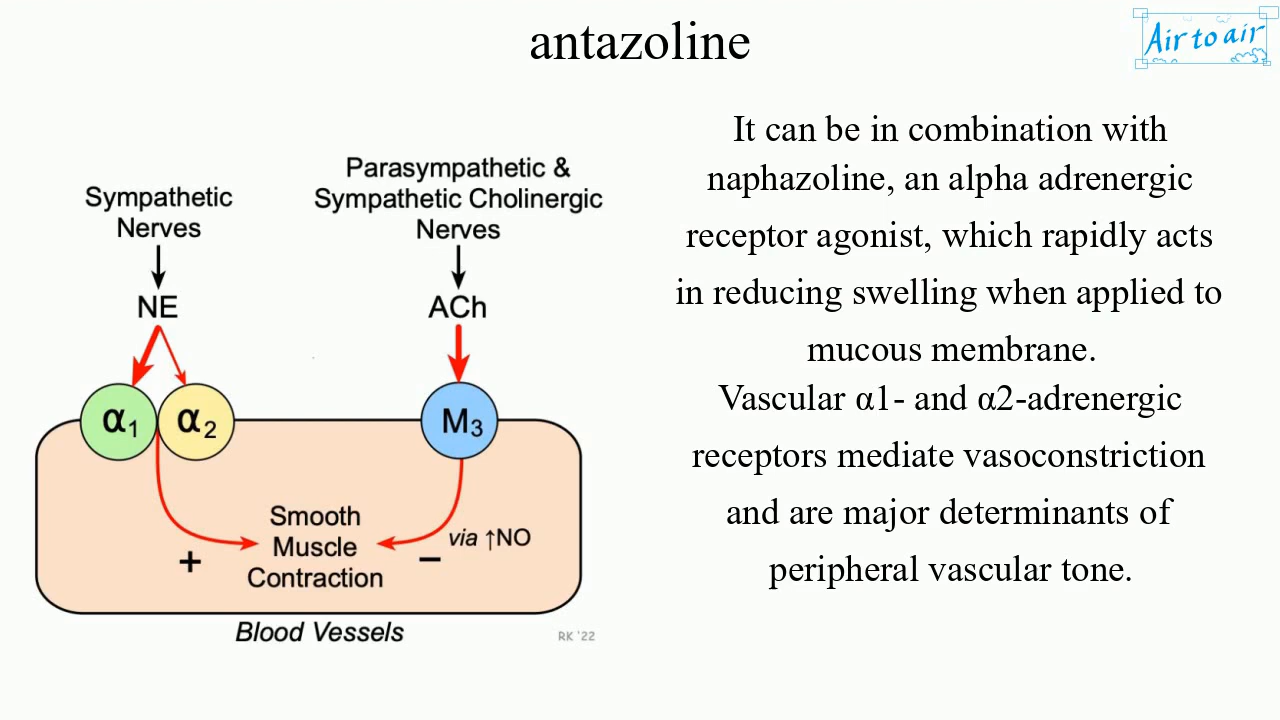 antazoline
Air to air
Sympathetic
Nerves
NE
Parasympathetic &
Sympathetic Cholinergic
Nerves
ACh
α1
α2
M3
Smooth
Muscle
Contraction
+
–
via ↑NO
Blood Vessels
RK '22
It can be in combination with
naphazoline, an alpha adrenergic
receptor agonist, which rapidly acts
in reducing swelling when applied to
mucous membrane.
Vascular α1- and α2-adrenergic
receptors mediate vasoconstriction
and are major determinants of
peripheral vascular tone.